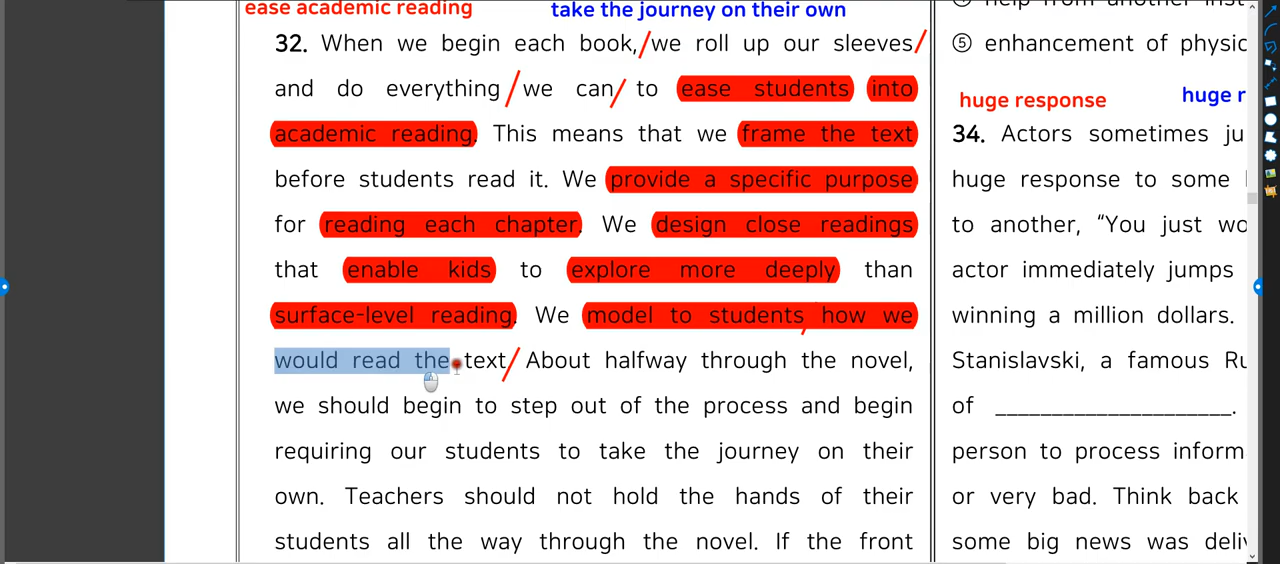 ease academic reading
take the journey on their own
32. When we begin each book, we roll up our sleeves
and do everything we can to ease students into
academic reading. This means that we frame the text
before students read it. We provide a specific purpose
for reading each chapter. We design close readings
that enable kids to explore more deeply than
surface-level reading. We model to students how we
would read the text. About halfway through the novel,
we should begin to step out of the process and begin
requiring our students to take the journey on their
own. Teachers should not hold the hands of their
students all the way through the novel. If the front
⑤ enhancement of physic
huge response
huge r
34. Actors sometimes ju
huge response to some
to another, “You just wo
actor immediately jumps
winning a million dollars.
Stanislavski, a famous Ru
of ______________________.
person to process inform
or very bad. Think back
some big news was deliv